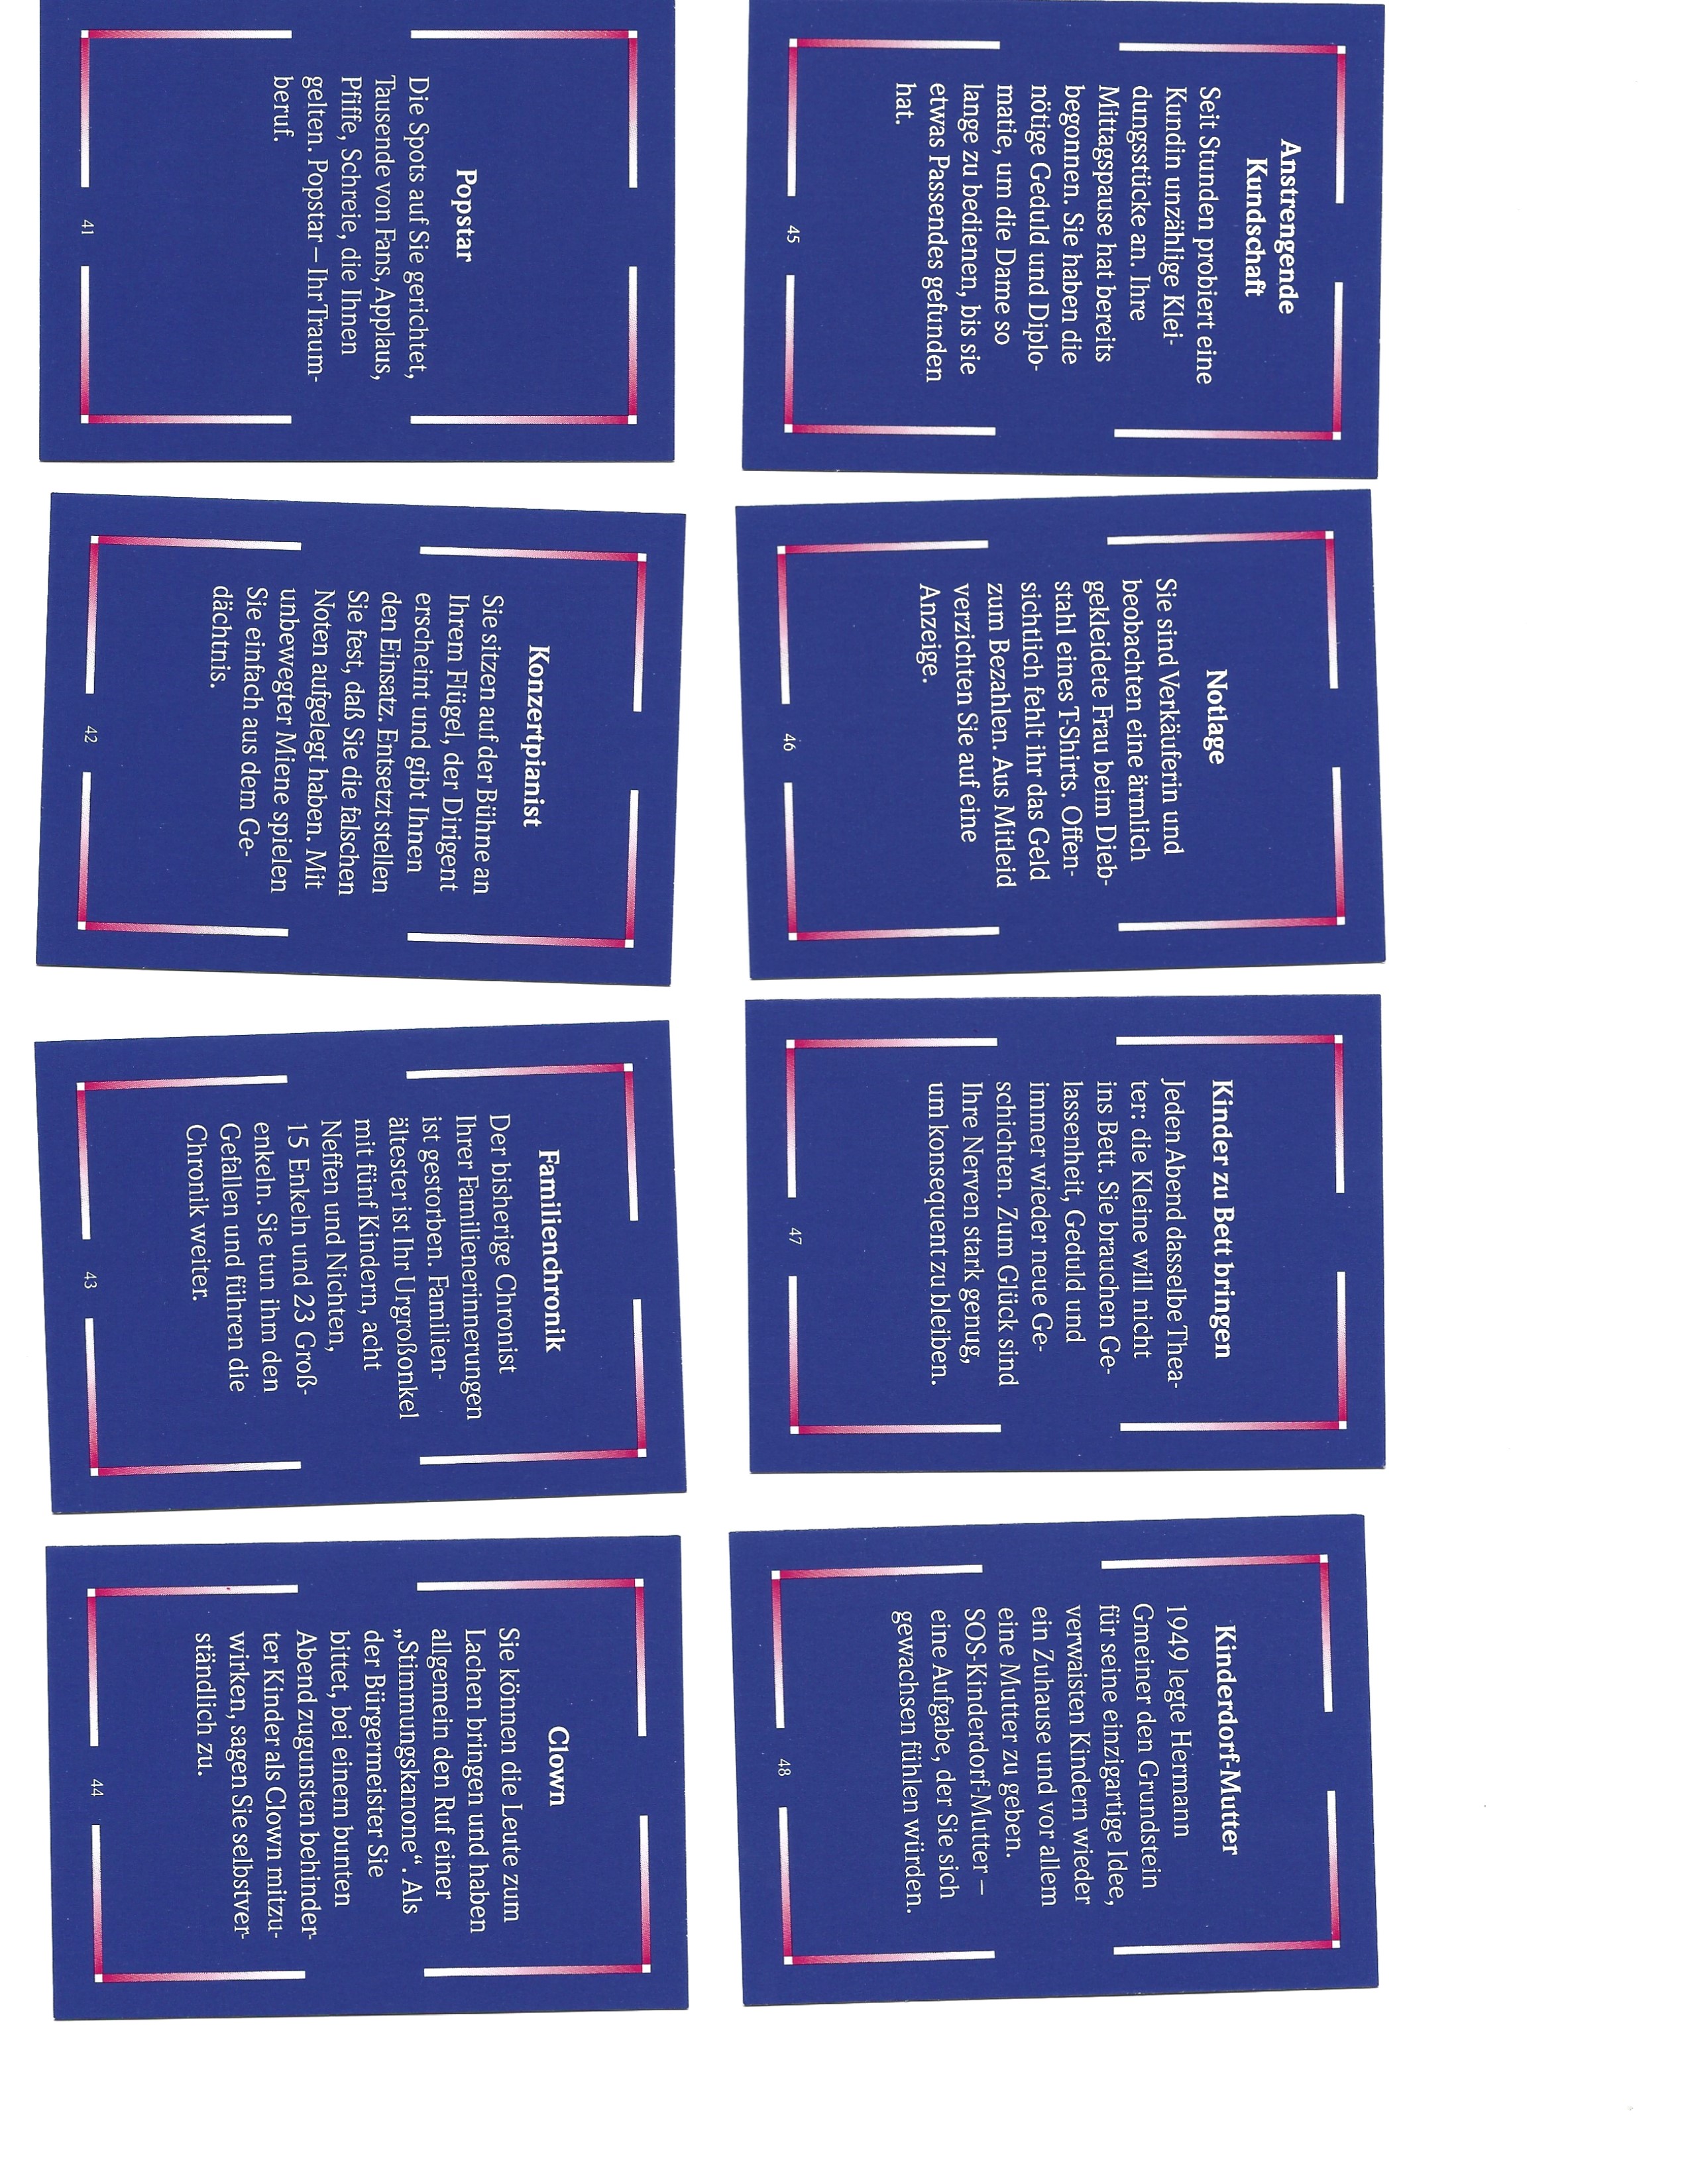 Popstar
Die Spots auf Sie gerichtet,
Tausende von Fans, Applaus,
Pfiffe, Schreie, die Ihnen
gelten. Popstar – Ihr Traum-
beruf.
41
Konzertpianist
Sie sitzen auf der Bühne an
Ihrem Flügel, der Dirigent
erscheint und gibt Ihnen
den Einsatz. Entsetzt stellen
Sie fest, daß Sie die falschen
Noten aufgelegt haben. Mit
unbewegter Miene spielen
Sie einfach aus dem Ge-
dächtnis.
42
Familienchronik
Der bisherige Chronist
Ihrer Familienerinnerungen
ist gestorben. Familien-
ältester ist Ihr Urgroßonkel
mit fünf Kindern, acht
Neffen und Nichten,
15 Enkeln und 23 Groß-
enkeln. Sie tun ihm den
Gefallen und führen die
Chronik weiter.
43
Clown
Sie können die Leute zum
Lachen bringen und haben
allgemein den Ruf einer
„Stimmungskanone“. Als
der Bürgermeister Sie
bittet, bei einem bunten
Abend zugunsten behinder-
ter Kinder als Clown mitzu-
wirken, sagen Sie selbstver-
ständlich zu.
44
Anstrengende
Kundschaft
Seit Stunden probiert eine
Kundin unzählige Klei-
dungsstücke an. Ihre
Mittagspause hat bereits
begonnen. Sie haben die
nötige Geduld und Diplo-
matie, um die Dame so
lange zu bedienen, bis sie
etwas Passendes gefunden
hat.
45
Notlage
Sie sind Verkäuferin und
beobachten eine ärmlich
gekleidete Frau beim Dieb-
stahl eines T-Shirts. Offen-
sichtlich fehlt ihr das Geld
zum Bezahlen. Aus Mitleid
verzichten Sie auf eine
Anzeige.
46
Kinder zu Bett bringen
Jeden Abend dasselbe Thea-
ter: die Kleine will nicht
ins Bett. Sie brauchen Ge-
lassenheit, Geduld und
immer wieder neue Ge-
schichten. Zum Glück sind
Ihre Nerven stark genug,
um konsequent zu bleiben.
47
Kinderdorf-Mutter
1949 legte Hermann
Gmeiner den Grundstein
für seine einzigartige Idee,
verwaisten Kindern wieder
ein Zuhause und vor allem
eine Mutter zu geben.
SOS-Kinderdorf-Mutter –
eine Aufgabe, der Sie sich
gewachsen fühlen würden.
48